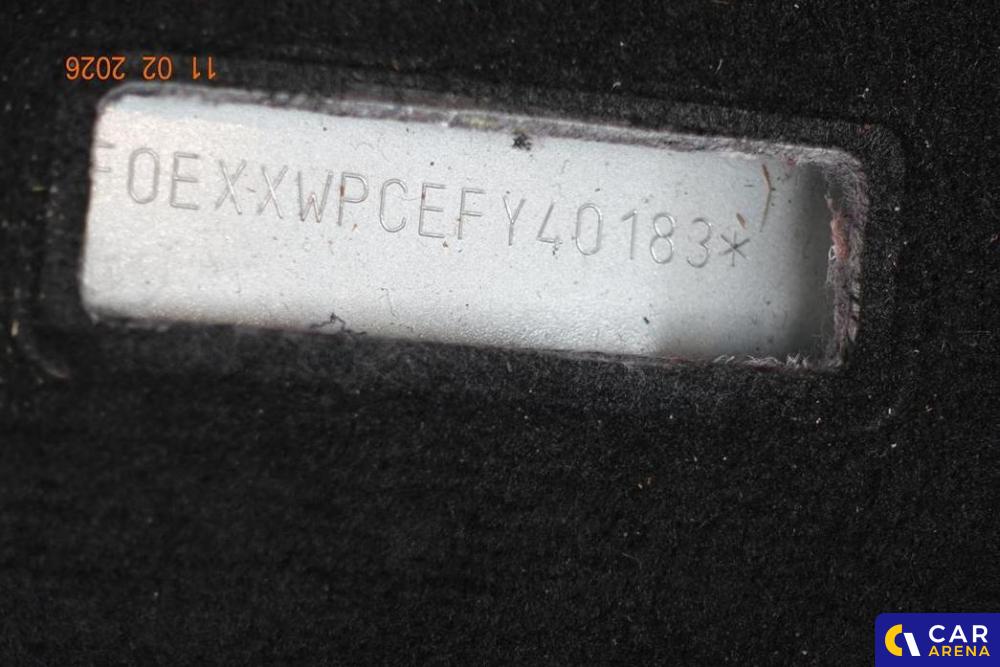 11 02 2026
F0EXXWPCEFY40183*
CAR
ARENA